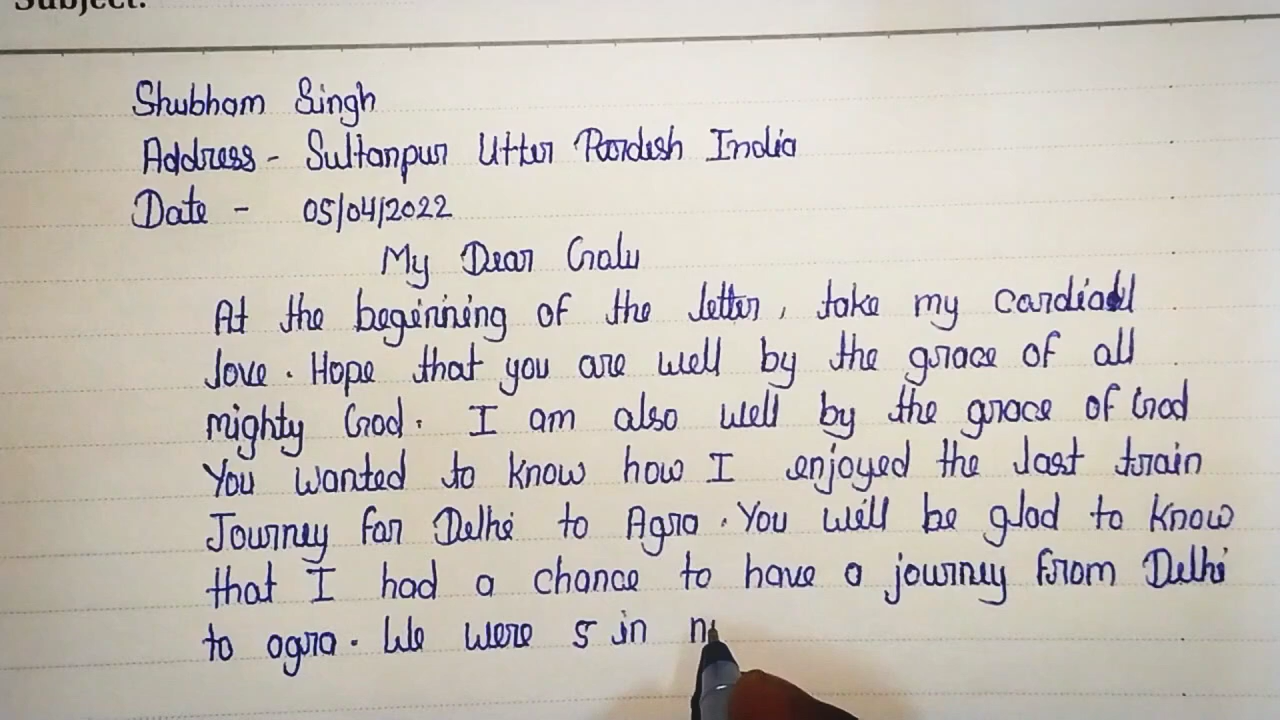 Subject:
Shubham Singh
Address - Sultanpur Utter Pardesh India
Date - 05/04/2022
My Dear Golu
At the beginining of the letter, take my cardiadl
love. Hope that you are well by the grace of all
mighty God. I am also well by the grace of God
You wanted to know how I enjoyed the last train
Journey for Delhi to Agra. You will be glad to know
that I had a chance to have a journey from Delhi
to agra. We were 5 in